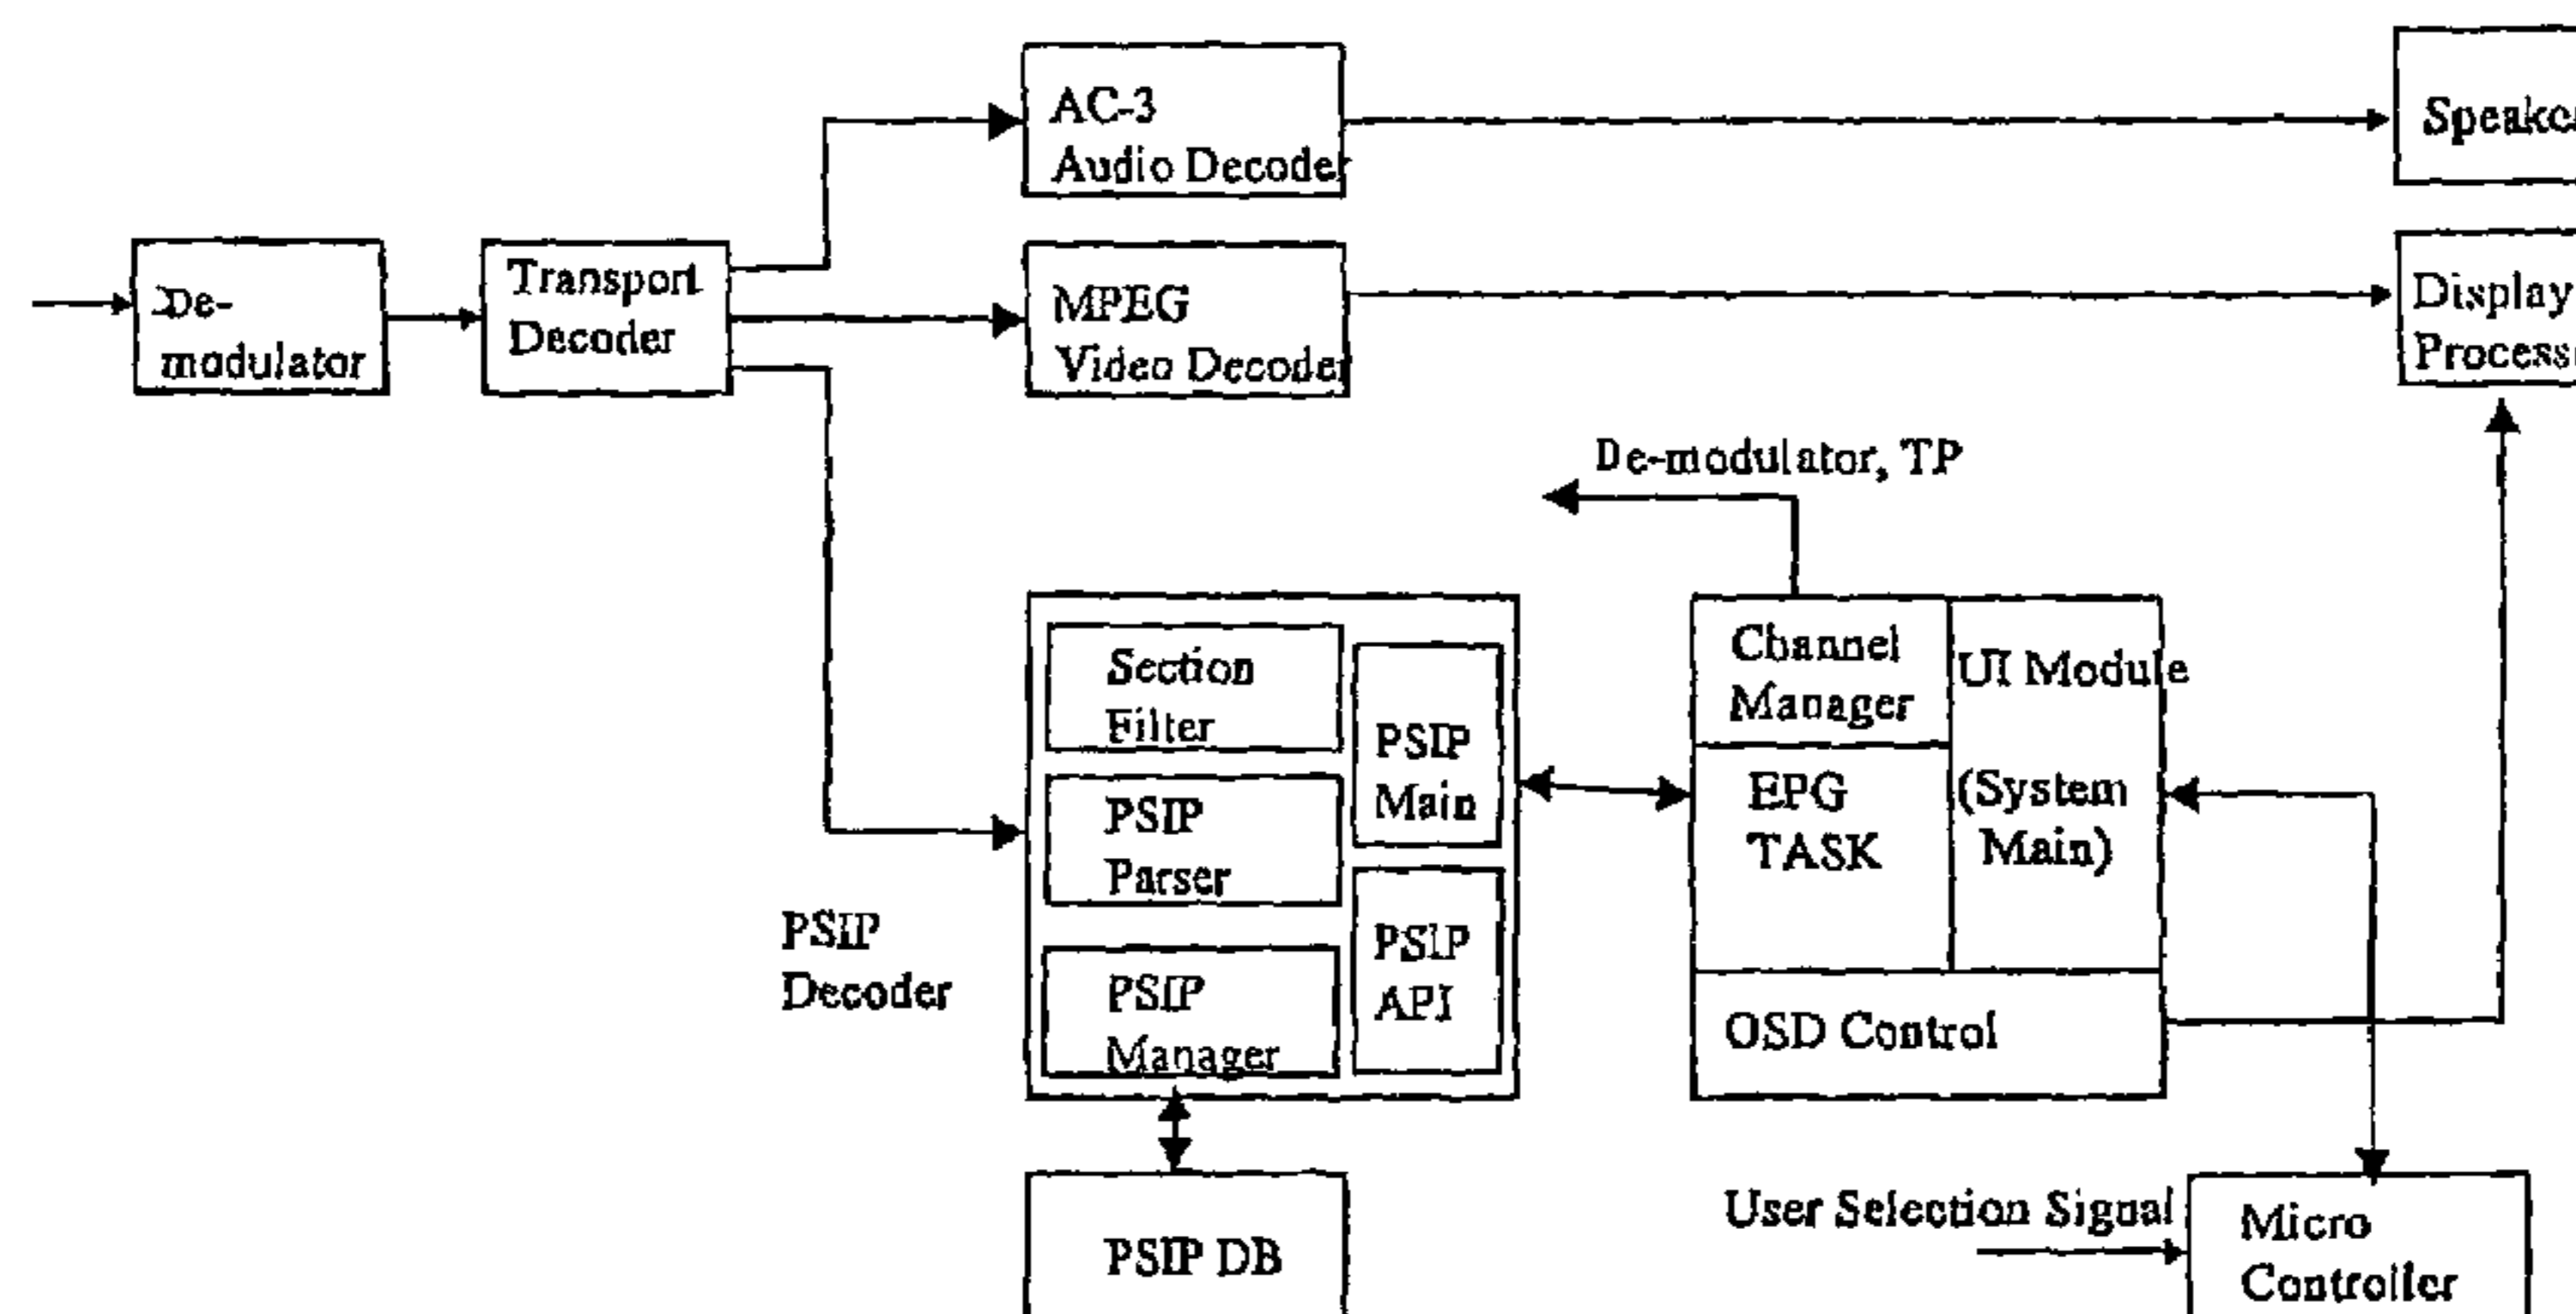 AC-3
Audio Decoder
De-
modulator
Transport
Decoder
MPEG
Video Decoder
Display
De-modulator, TP
Section
Filter
PSIP
Parser
PSIP
Manager
PSIP
Main
PSIP
API
PSIP
Decoder
Channel
Manager
UI Module
(System
Main)
EPG
TASK
OSD Control
PSIP DB
User Selection Signal
Micro
Controller